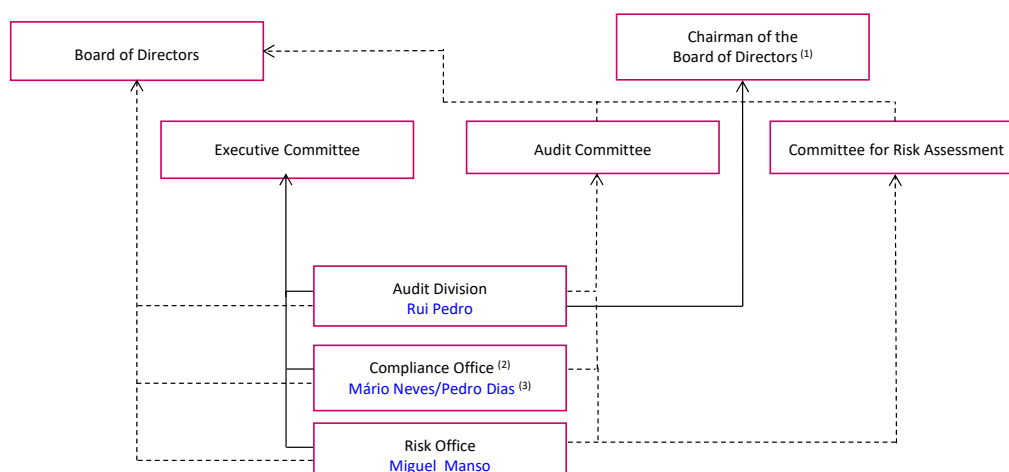 Board of Directors
Chairman of the
Board of Directors (1)
Executive Committee
Audit Committee
Committee for Risk Assessment
Audit Division
Rui Pedro
Compliance Office (2)
Mário Neves/Pedro Dias (3)
Risk Office
Miguel Manso